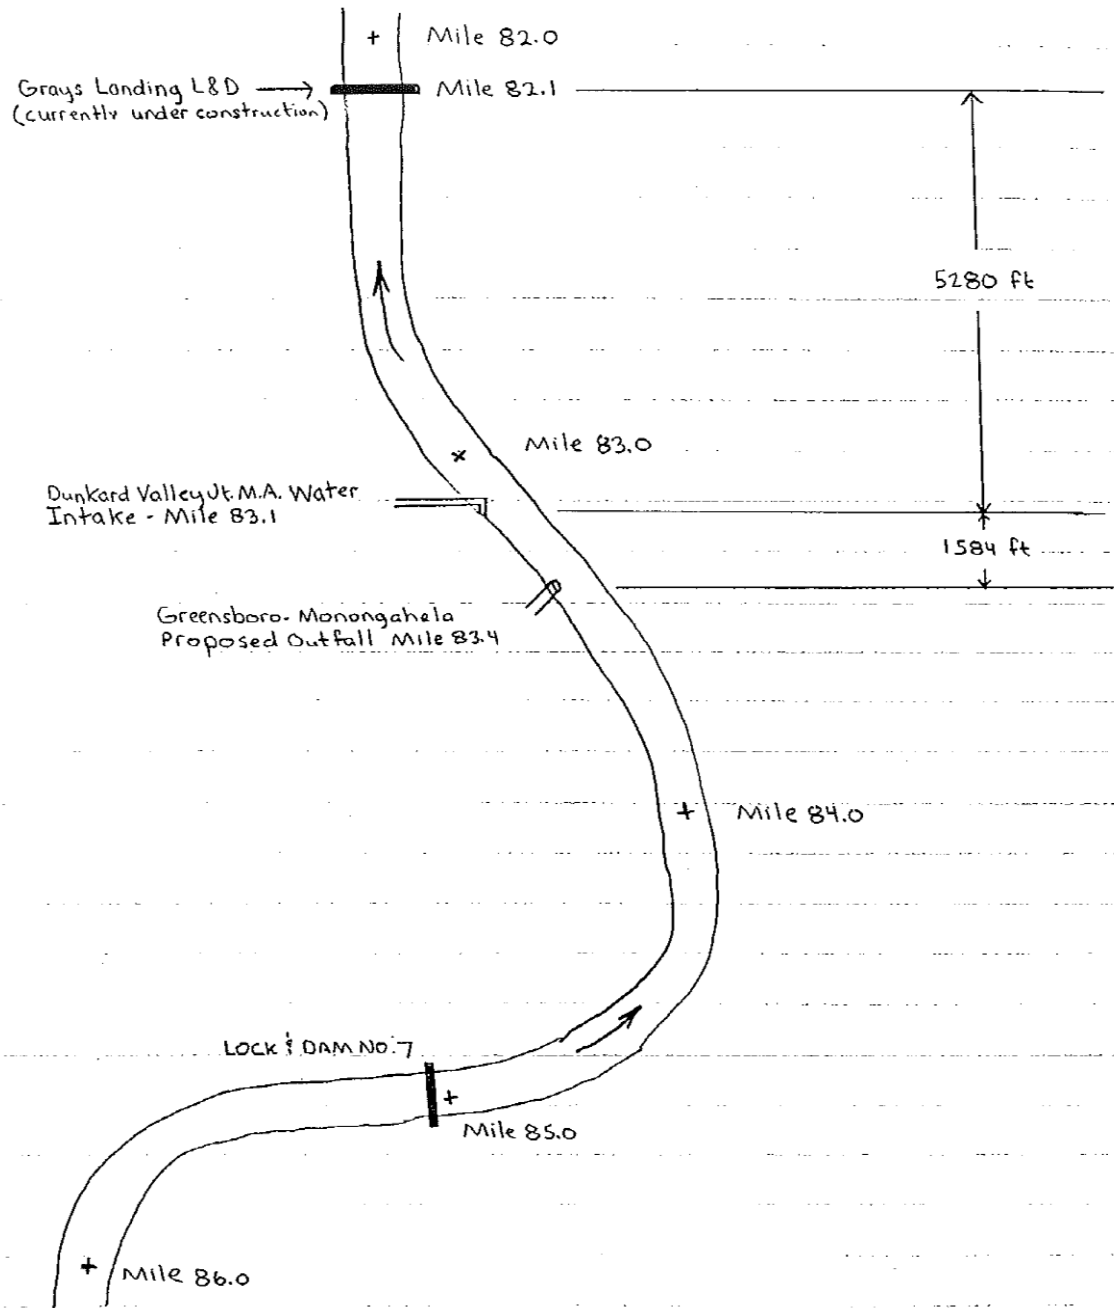 Mile 82.0
Grays Landing L&D
(currently under construction)
Mile 82.1
5280 ft
Mile 83.0
Dunkard Valley Jt. M.A. Water
Intake - Mile 83.1
1584 ft
Greensboro-Monongahela
Proposed Outfall Mile 83.4
Mile 84.0
LOCK & DAM NO. 7
Mile 85.0
Mile 86.0